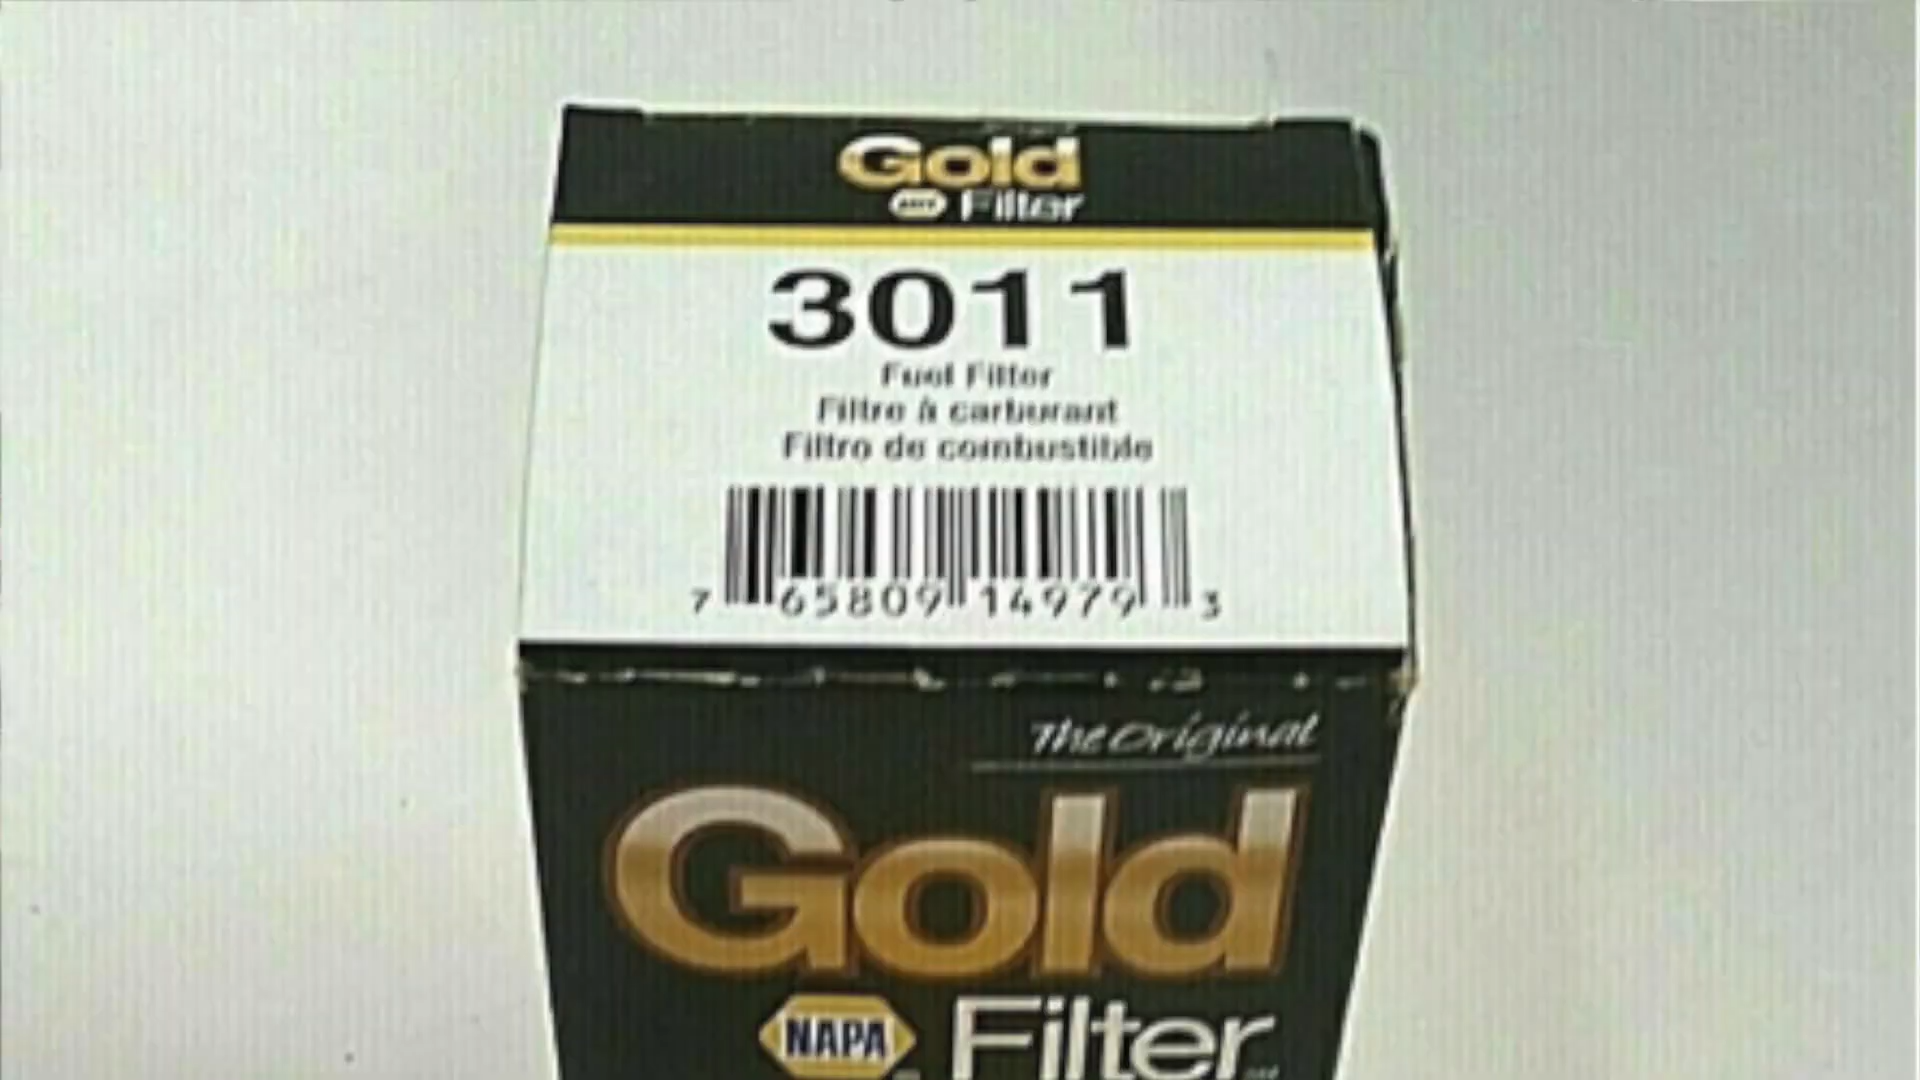 Gold
Filter
3011
Fuel Filter
Filtre à carburant
Filtro de combustible
7 65809 14979 3
The Original
Gold
NAPA Filter